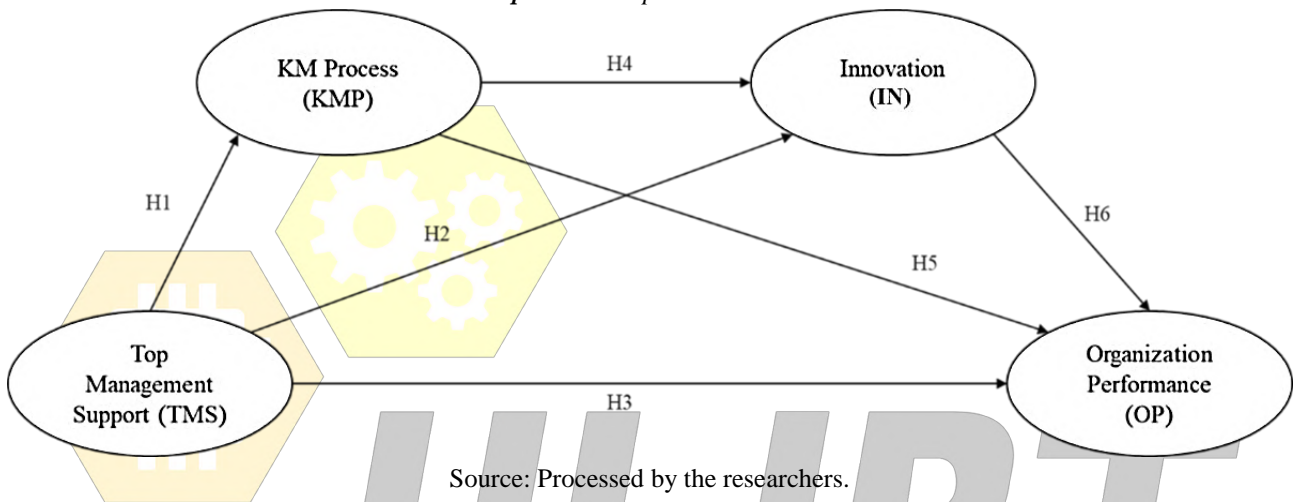 KM Process
(KMP)
H4
Innovation
(IN)
H1
H2
H5
H6
Top
Management
Support (TMS)
H3
Organization
Performance
(OP)
Source: Processed by the researchers.